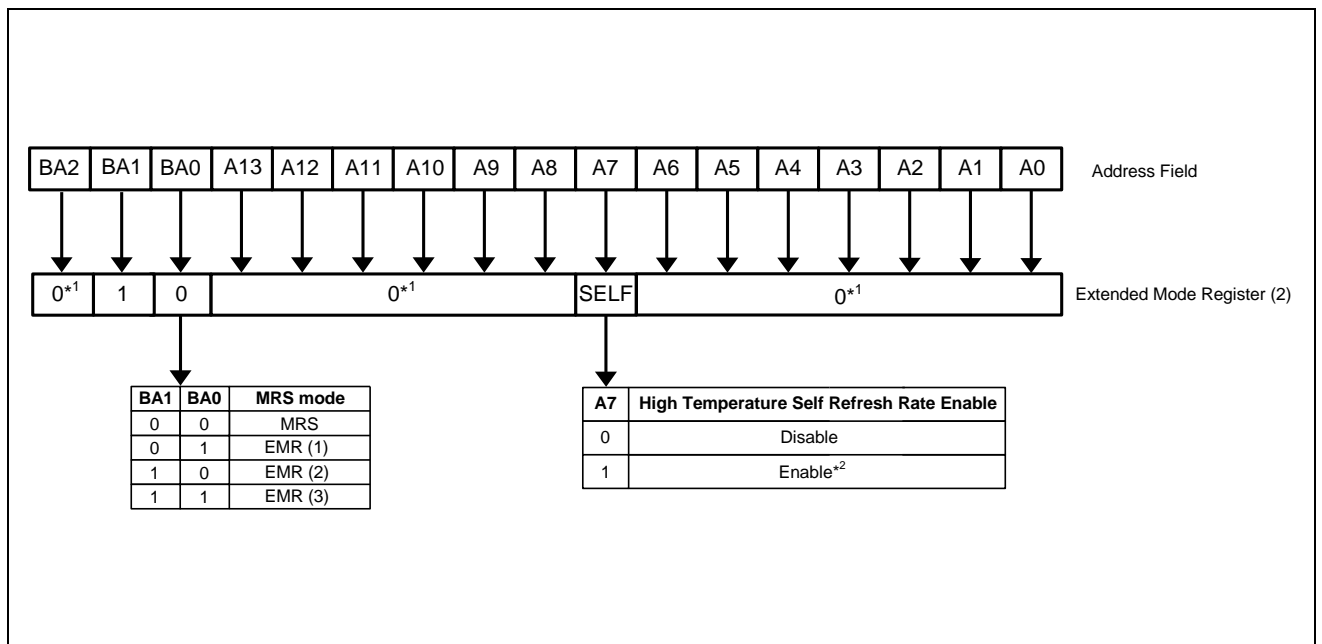 BA2 BA1 BA0 A13 A12 A11 A10 A9 A8 A7 A6 A5 A4 A3 A2 A1 A0 Address Field
0*1 1 0 0*1 SELF 0*1 Extended Mode Register (2)
BA1 BA0 MRS mode
0 0 MRS
0 1 EMR (1)
1 0 EMR (2)
1 1 EMR (3)
A7 High Temperature Self Refresh Rate Enable
0 Disable
1 Enable*2